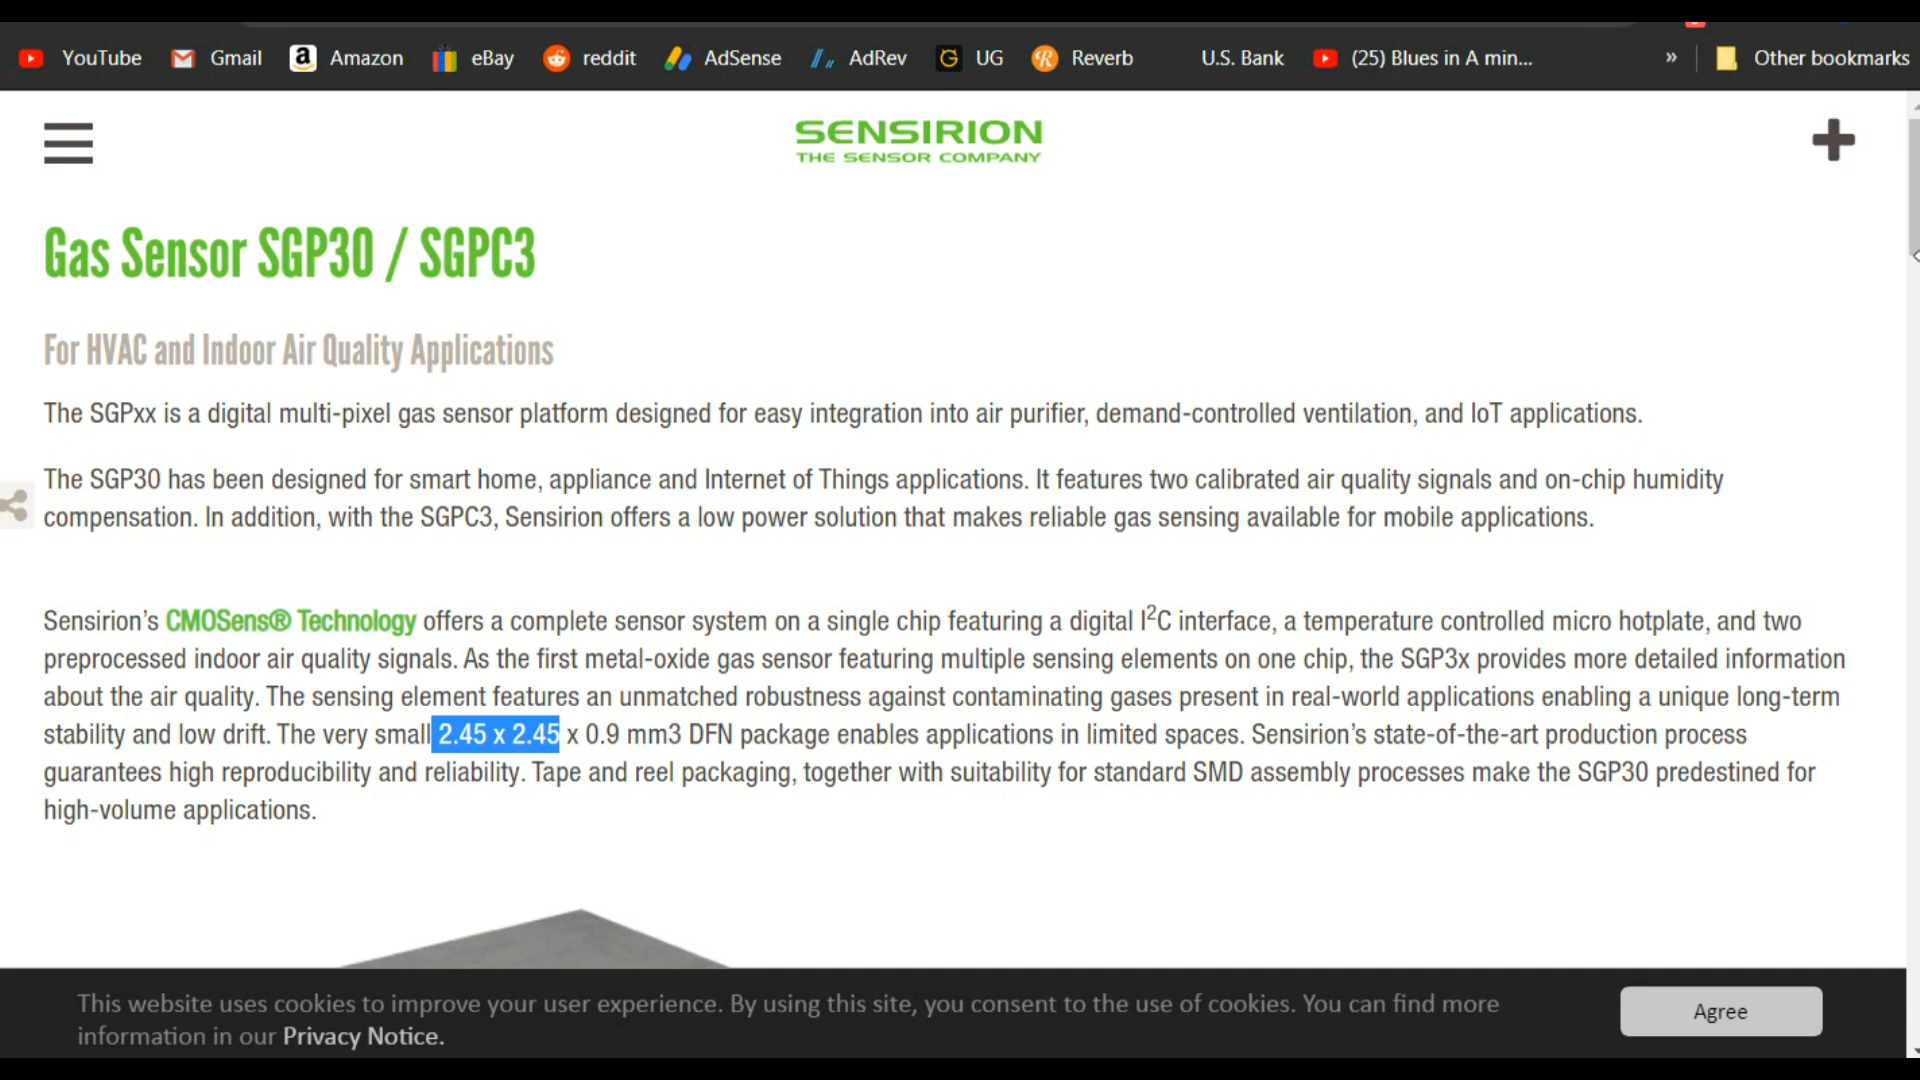 YouTube Gmail Amazon eBay reddit AdSense AdRev UG Reverb U.S. Bank (25) Blues in A min... » Other bookmarks
SENSIRION
THE SENSOR COMPANY
Gas Sensor SGP30 / SGPC3
For HVAC and Indoor Air Quality Applications
The SGPxx is a digital multi-pixel gas sensor platform designed for easy integration into air purifier, demand-controlled ventilation, and IoT applications.
The SGP30 has been designed for smart home, appliance and Internet of Things applications. It features two calibrated air quality signals and on-chip humidity
compensation. In addition, with the SGPC3, Sensirion offers a low power solution that makes reliable gas sensing available for mobile applications.
Sensirion’s CMOSens® Technology offers a complete sensor system on a single chip featuring a digital I²C interface, a temperature controlled micro hotplate, and two
preprocessed indoor air quality signals. As the first metal-oxide gas sensor featuring multiple sensing elements on one chip, the SGP3x provides more detailed information
about the air quality. The sensing element features an unmatched robustness against contaminating gases present in real-world applications enabling a unique long-term
stability and low drift. The very small 2.45 x 2.45 x 0.9 mm3 DFN package enables applications in limited spaces. Sensirion’s state-of-the-art production process
guarantees high reproducibility and reliability. Tape and reel packaging, together with suitability for standard SMD assembly processes make the SGP30 predestined for
high-volume applications.
This website uses cookies to improve your user experience. By using this site, you consent to the use of cookies. You can find more
information in our Privacy Notice.
Agree